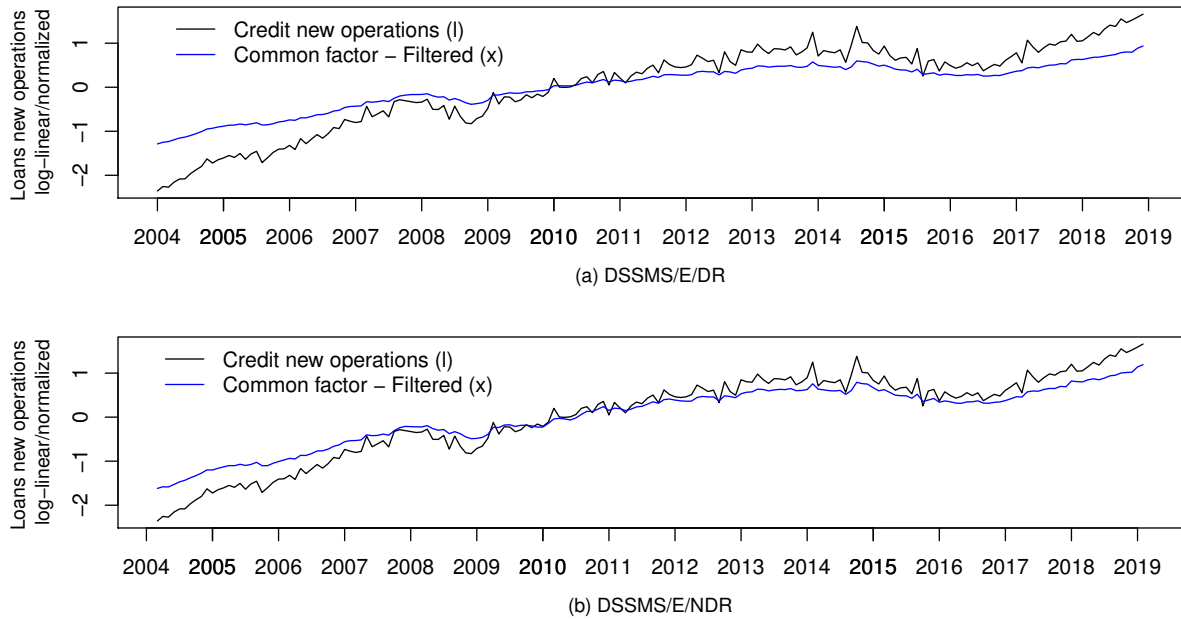 Loans new operations
log−linear/normalized
1
0
−1
−2
Credit new operations (l)
Common factor − Filtered (x)
2004 2005 2006 2007 2008 2009 2010 2011 2012 2013 2014 2015 2016 2017 2018 2019
(a) DSSMS/E/DR
Loans new operations
log−linear/normalized
1
0
−1
−2
Credit new operations (l)
Common factor − Filtered (x)
2004 2005 2006 2007 2008 2009 2010 2011 2012 2013 2014 2015 2016 2017 2018 2019
(b) DSSMS/E/NDR